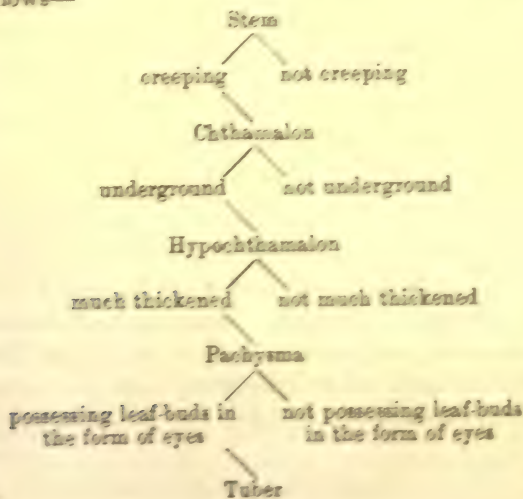 Stem
creeping not creeping
Chthamalon
underground not underground
Hypochthamalon
much thickened not much thickened
Pachysma
possessing leaf-buds in not possessing leaf-buds
the form of eyes in the form of eyes
Tuber